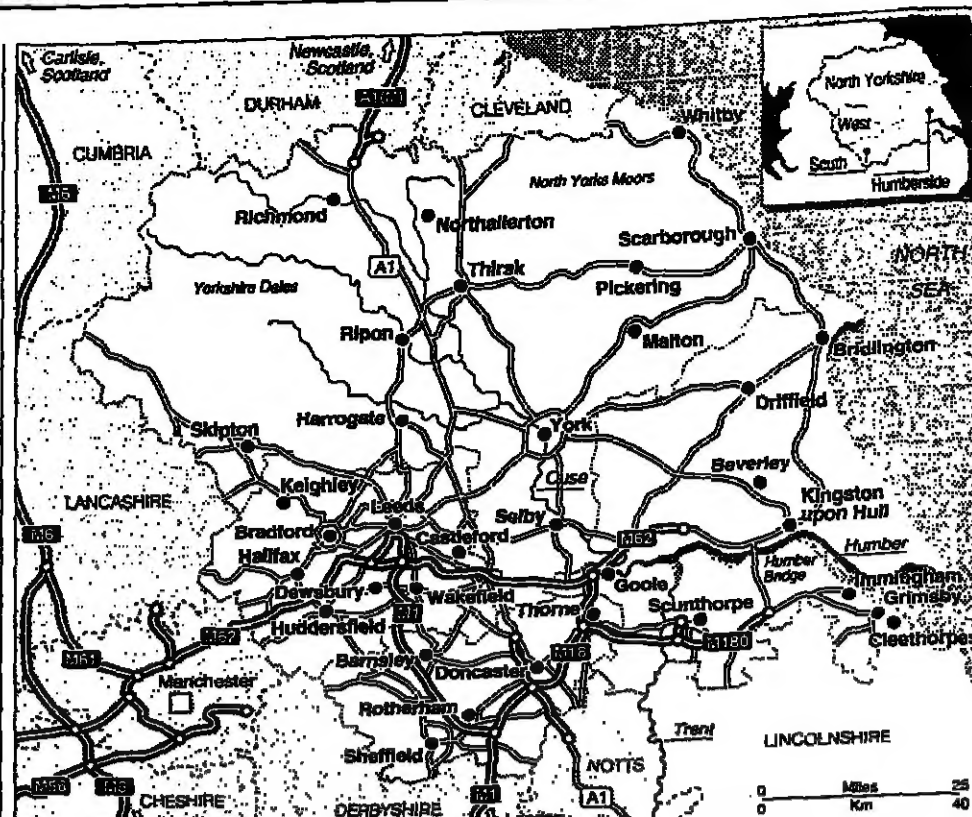 Carlisle,
Scotland
Newcastle,
Scotland
DURHAM
CLEVELAND
CUMBRIA
Whitby
North Yorkshire
West
South
Humberside
M6
Richmond
North Yorks Moors
Northallerton
Scarborough
NORTH
SEA
A1
Thirsk
Pickering
Yorkshire Dales
Ripon
Malton
Bridlington
Driffield
Harrogate
York
Skipton
Ouse
Beverley
Keighley
LANCASHIRE
Leeds
Selby
Kingston
upon Hull
Bradford
Castleford
M62
M6
Halifax
Humber
Humber
Bridge
Goole
Immingham
Dewsbury
Wakefield
Thorne
Scunthorpe
Grimsby
Huddersfield
M1
Cleethorpes
M62
M180
M61
Barnsley
Doncaster
M18
Manchester
Rotherham
Trent
Sheffield
LINCOLNSHIRE
NOTTS
M56
M6
CHESHIRE
DERBYSHIRE
M1
A1
0 Miles 25
0 Km 40